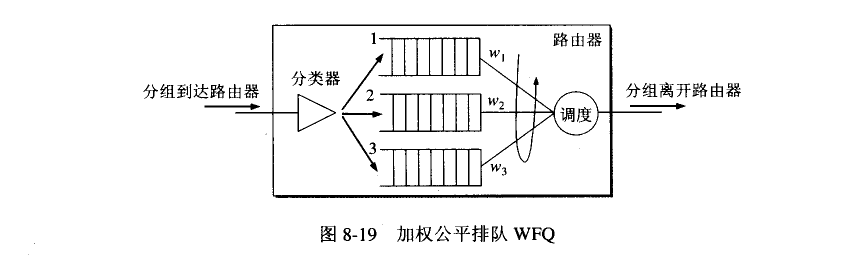 路由器
1
w1
分组到达路由器
分类器
2
w2
调度
分组离开路由器
3
w3
图 8-19 加权公平排队 WFQ